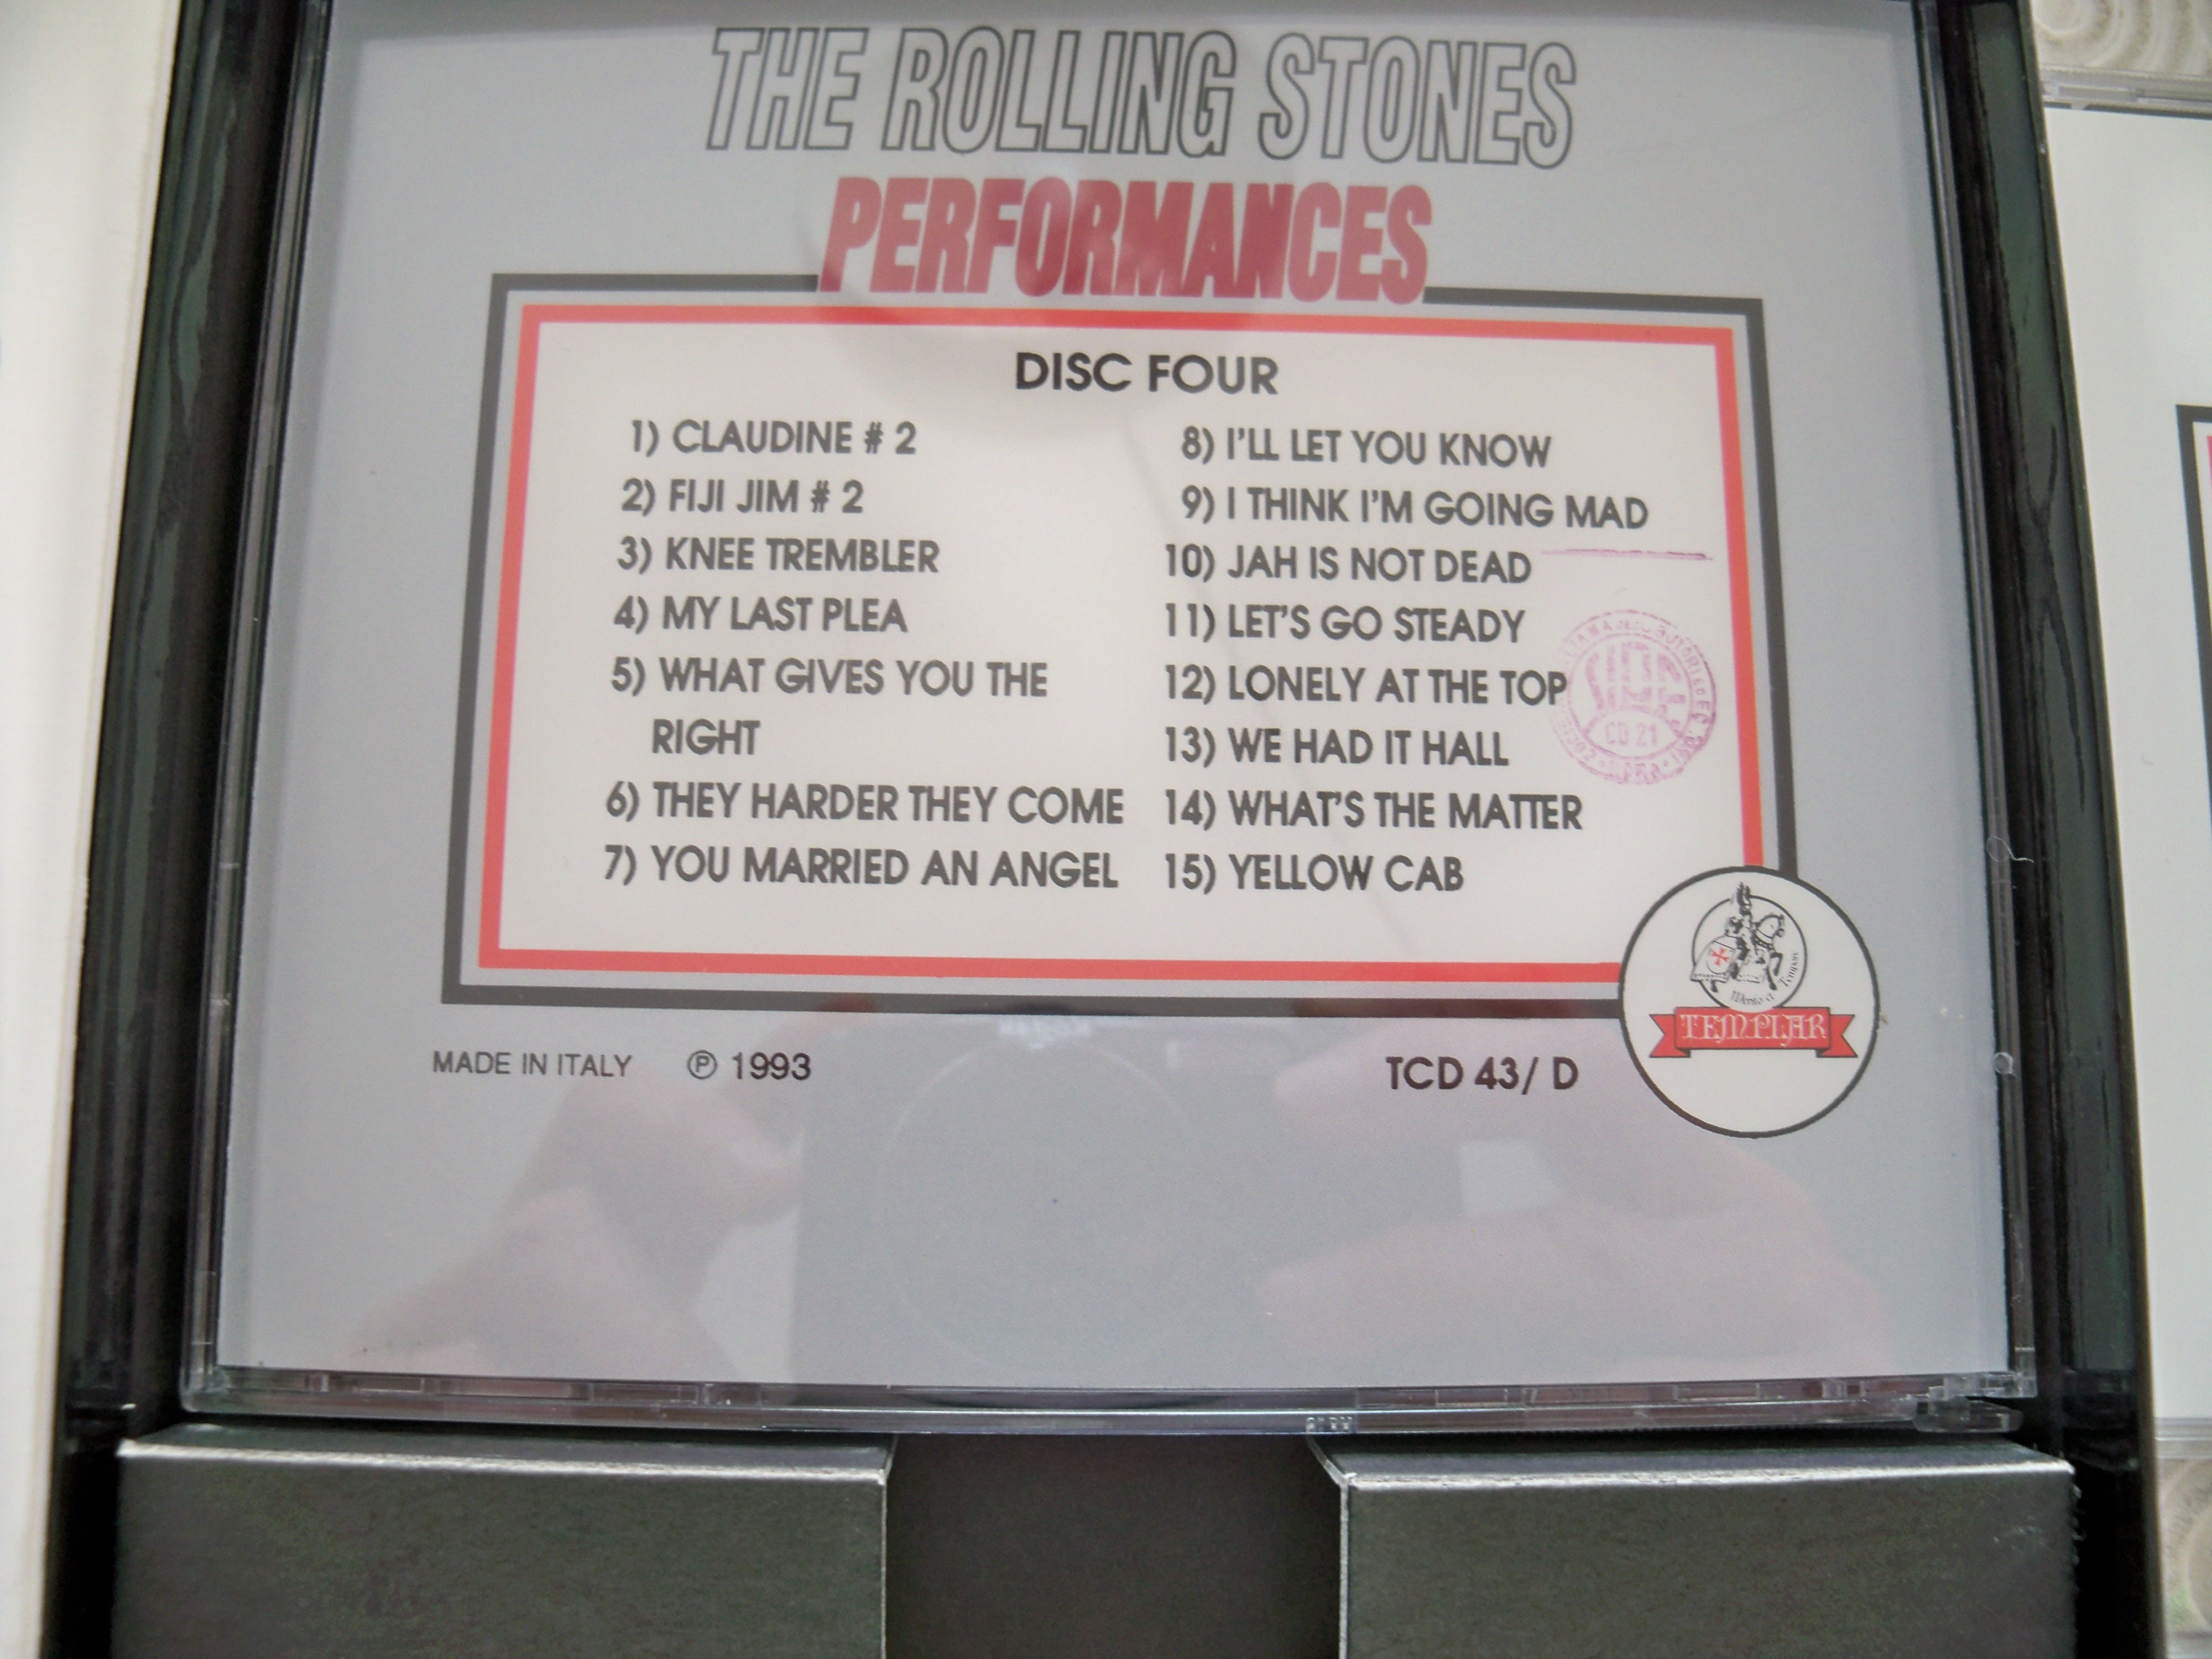 THE ROLLING STONES
PERFORMANCES
DISC FOUR
1) CLAUDINE # 2
2) FIJI JIM # 2
3) KNEE TREMBLER
4) MY LAST PLEA
5) WHAT GIVES YOU THE
RIGHT
6) THEY HARDER THEY COME
7) YOU MARRIED AN ANGEL
8) I'LL LET YOU KNOW
9) I THINK I'M GOING MAD
10) JAH IS NOT DEAD
11) LET'S GO STEADY
12) LONELY AT THE TOP
13) WE HAD IT HALL
14) WHAT'S THE MATTER
15) YELLOW CAB
CD 21
TEMPLAR
MADE IN ITALY ℗ 1993
TCD 43/ D